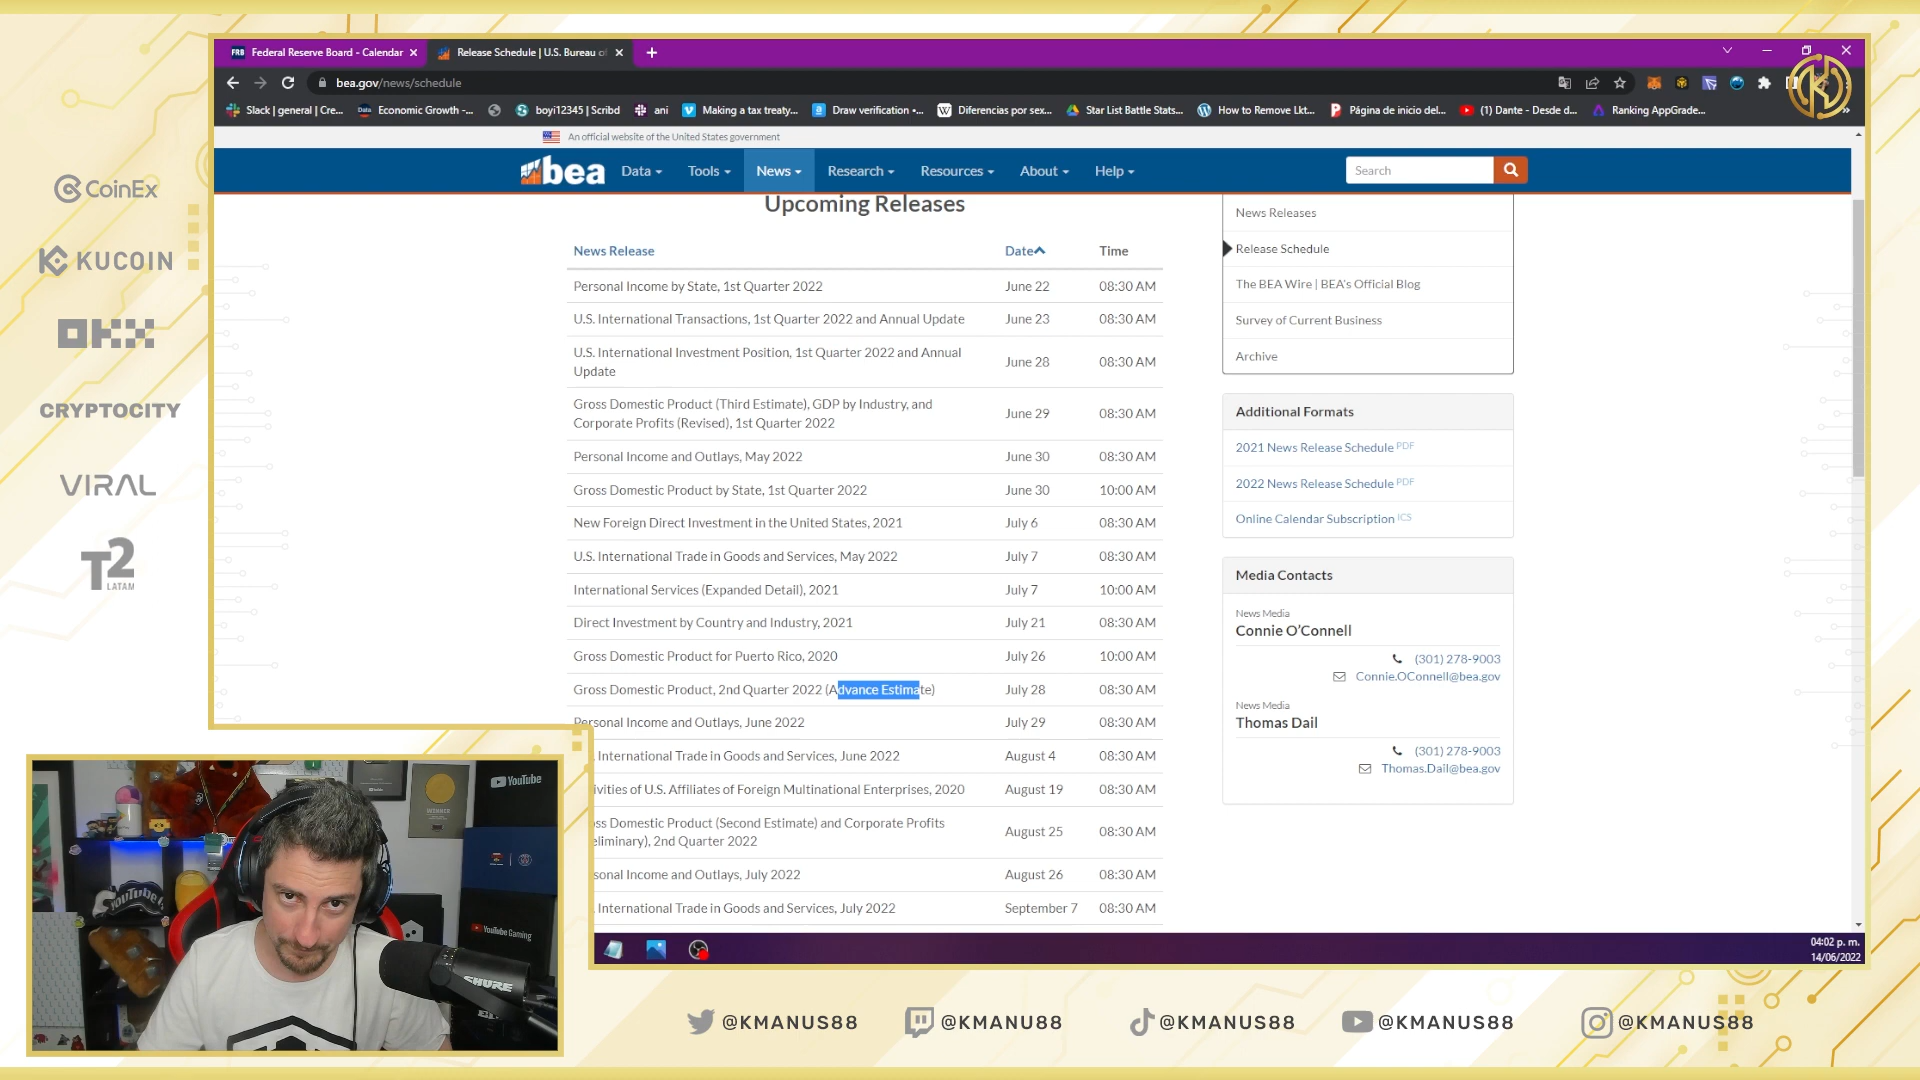 FRB Federal Reserve Board - Calendar
Release Schedule | U.S. Bureau of
bea.gov/news/schedule
Slack | general | Cre...
Economic Growth -...
boyi12345 | Scribd
ani
Making a tax treaty...
Draw verification •...
Diferencias por sex...
Star List Battle Stats...
How to Remove Lkt...
Página de inicio del...
(1) Dante - Desde d...
Ranking AppGrade...
An official website of the United States government
bea
Data
Tools
News
Research
Resources
About
Help
Search
Upcoming Releases
News Release Date Time
Personal Income by State, 1st Quarter 2022 June 22 08:30 AM
U.S. International Transactions, 1st Quarter 2022 and Annual Update June 23 08:30 AM
U.S. International Investment Position, 1st Quarter 2022 and Annual
Update June 28 08:30 AM
Gross Domestic Product (Third Estimate), GDP by Industry, and
Corporate Profits (Revised), 1st Quarter 2022 June 29 08:30 AM
Personal Income and Outlays, May 2022 June 30 08:30 AM
Gross Domestic Product by State, 1st Quarter 2022 June 30 10:00 AM
New Foreign Direct Investment in the United States, 2021 July 6 08:30 AM
U.S. International Trade in Goods and Services, May 2022 July 7 08:30 AM
International Services (Expanded Detail), 2021 July 7 10:00 AM
Direct Investment by Country and Industry, 2021 July 21 08:30 AM
Gross Domestic Product for Puerto Rico, 2020 July 26 10:00 AM
Gross Domestic Product, 2nd Quarter 2022 (Advance Estimate) July 28 08:30 AM
Personal Income and Outlays, June 2022 July 29 08:30 AM
International Trade in Goods and Services, June 2022 August 4 08:30 AM
ivities of U.S. Affiliates of Foreign Multinational Enterprises, 2020 August 19 08:30 AM
ss Domestic Product (Second Estimate) and Corporate Profits
eliminary), 2nd Quarter 2022 August 25 08:30 AM
sonal Income and Outlays, July 2022 August 26 08:30 AM
International Trade in Goods and Services, July 2022 September 7 08:30 AM
News Releases
Release Schedule
The BEA Wire | BEA's Official Blog
Survey of Current Business
Archive
Additional Formats
2021 News Release Schedule PDF
2022 News Release Schedule PDF
Online Calendar Subscription ICS
Media Contacts
News Media
Connie O'Connell
(301) 278-9003
Connie.OConnell@bea.gov
News Media
Thomas Dail
(301) 278-9003
Thomas.Dail@bea.gov
04:02 p. m.
14/06/2022
CoinEx
KUCOIN
OKX
CRYPTOCITY
VIRAL
T2
LATAM
YouTube
YouTube
YouTube Gaming
WINNER
SHURE
@KMANUS88
@KMANU88
@KMANUS88
@KMANUS88
@KMANUS88